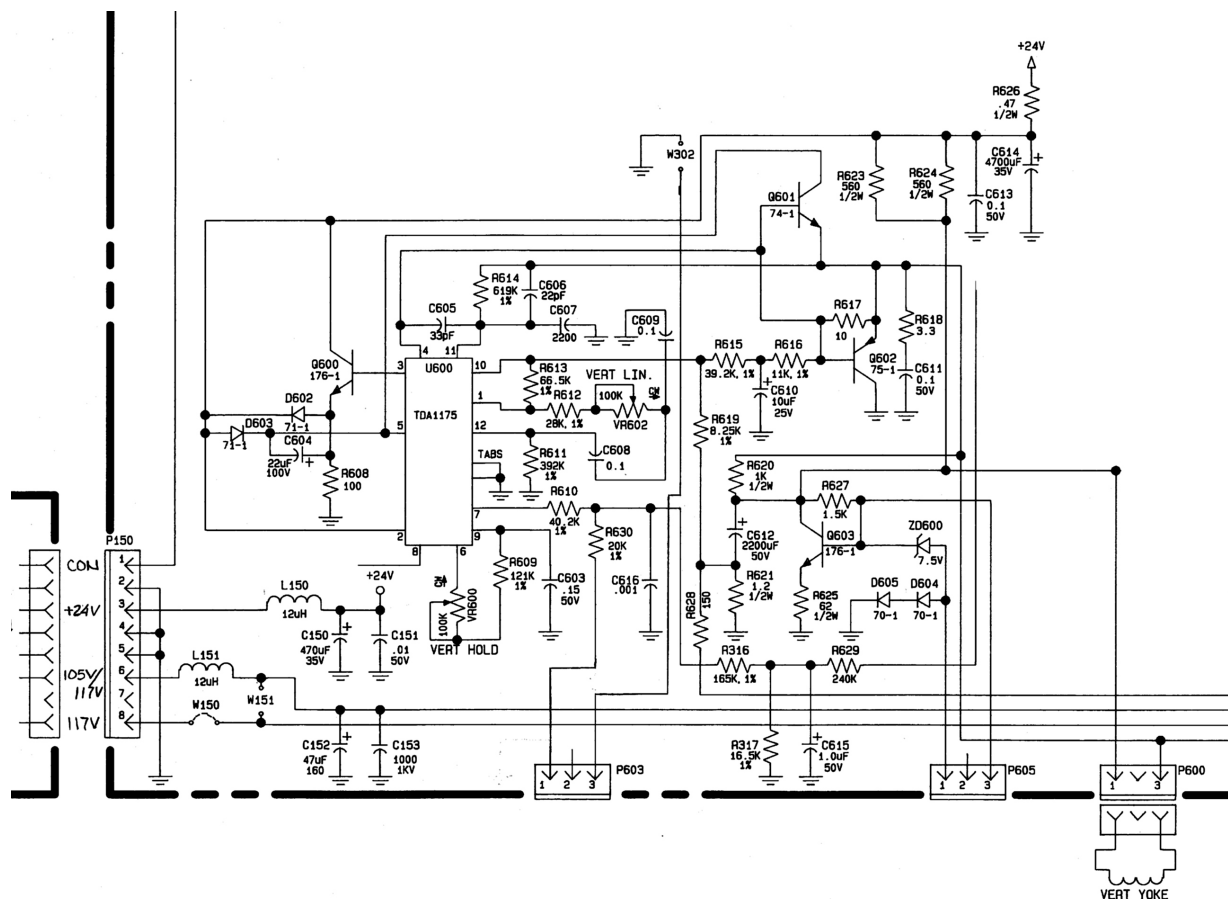 +24V
R626
.47
1/2W
W302
C614
4700uF
35V
+
R623
560
1/2W
R624
560
1/2W
C613
0.1
50V
Q601
74-1
R614
619K
1%
C606
22pF
C605
33pF
C607
2200
C609
0.1
R617
10
R618
3.3
4
11
Q600
176-1
3
U600
10
R613
66.5K
1%
VERT LIN.
R615
39.2K, 1%
R616
11K, 1%
Q602
75-1
C611
0.1
50V
D602
71-1
1
R612
28K, 1%
100K
CW
VR602
+
C610
10uF
25V
TDA1175
D603
71-1
5
12
R619
8.25K
1%
C604
22uF
100V
+
R611
392K
1%
C608
0.1
TABS
R608
100
R620
1K
1/2W
R610
40.2K
1%
R627
1.5K
7
2
9
8
6
R630
20K
1%
+
C612
2200uF
50V
Q603
176-1
ZD600
7.5V
P150
CON
+24V
105V/
117V
117V
1
2
3
4
5
6
7
8
+24V
L150
12uH
CW
100K
VR600
VERT HOLD
R609
121K
1%
C603
.15
50V
C616
.001
R628
150
R621
1.2
1/2W
R625
62
1/2W
D605
70-1
D604
70-1
+
C150
470uF
35V
C151
.01
50V
L151
12uH
W150
W151
R316
165K, 1%
R629
240K
+
C152
47uF
160
C153
1000
1KV
R317
16.5K
1%
+
C615
1.0uF
50V
1
2
3
P603
1
2
3
P605
1
3
P600
VERT YOKE